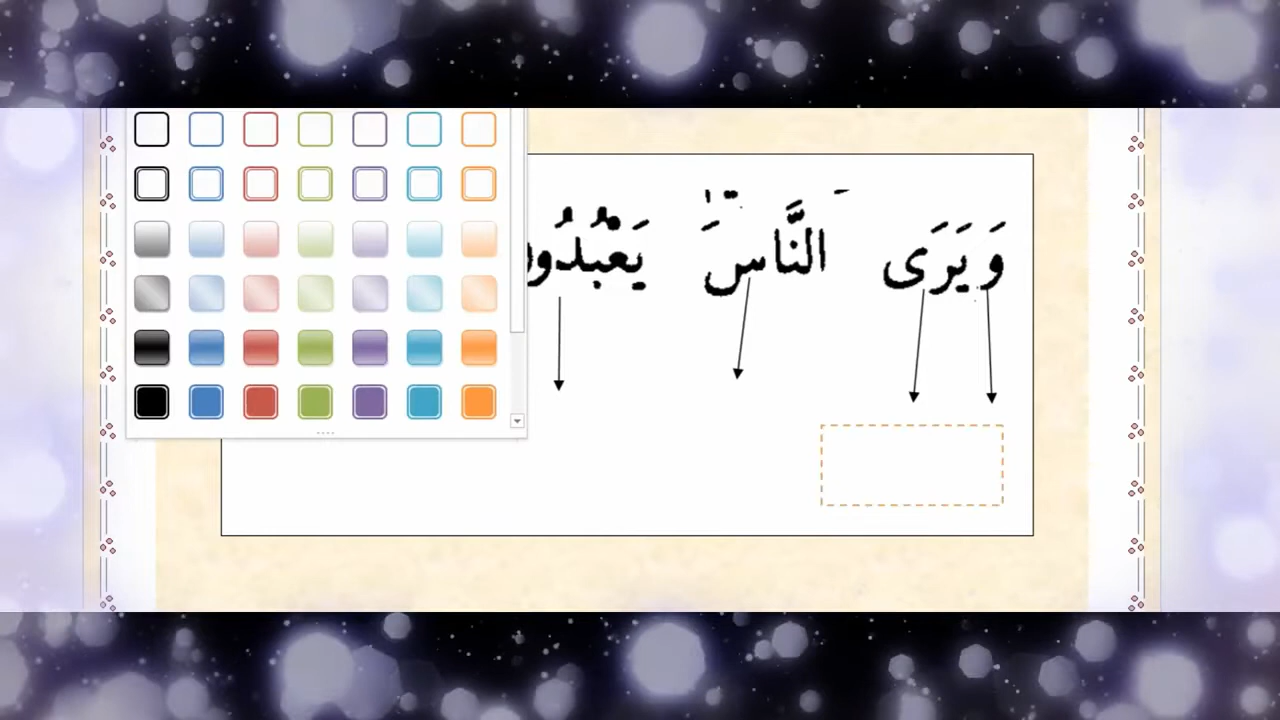 وَيَرَى النَّاسَ يَعْبُدُو